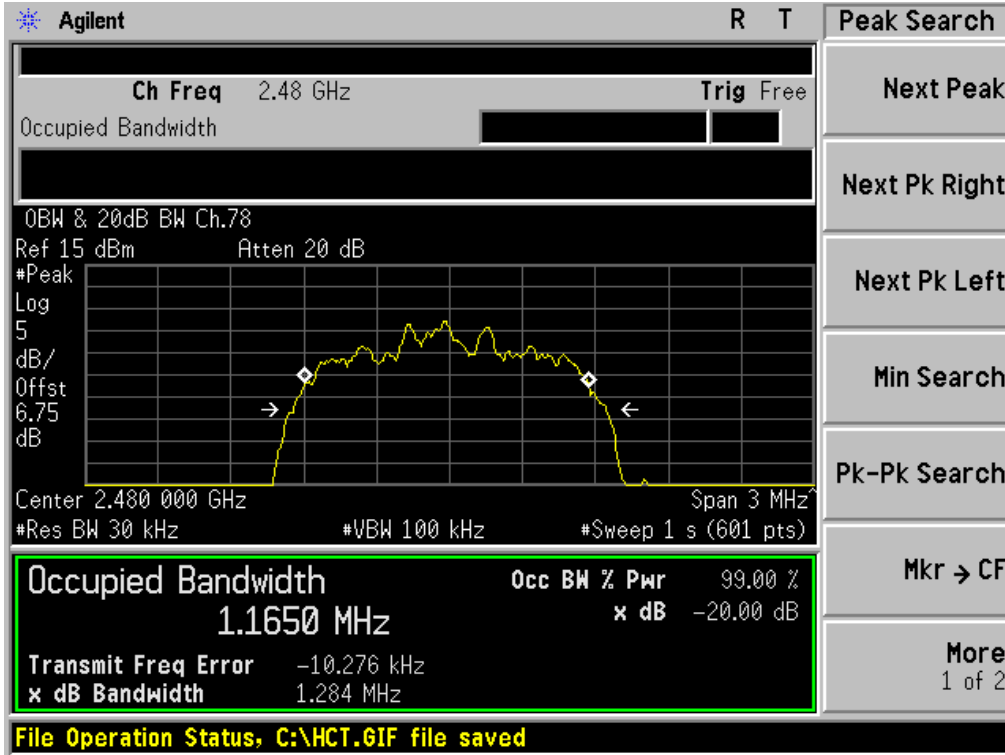 Agilent R T Peak Search
Ch Freq 2.48 GHz Trig Free
Occupied Bandwidth
OBW & 20dB BW Ch.78
Ref 15 dBm Atten 20 dB
#Peak
Log
5
dB/
Offst
6.75
dB
Center 2.480 000 GHz Span 3 MHz^
#Res BW 30 kHz #VBW 100 kHz #Sweep 1 s (601 pts)
Occupied Bandwidth Occ BW % Pwr 99.00 %
1.1650 MHz x dB -20.00 dB
Transmit Freq Error -10.276 kHz
x dB Bandwidth 1.284 MHz
File Operation Status, C:\HCT.GIF file saved
Next Peak
Next Pk Right
Next Pk Left
Min Search
Pk-Pk Search
Mkr → CF
More
1 of 2